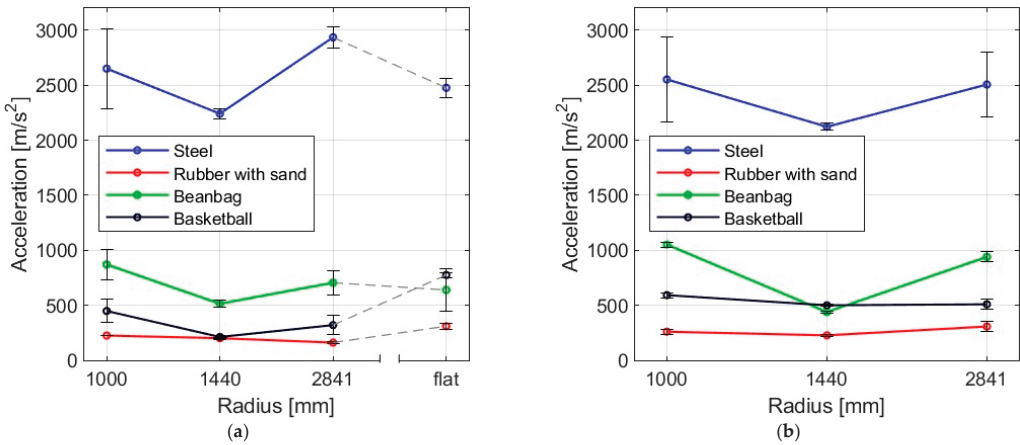 3000
2500
2000
1500
1000
500
0
Acceleration [m/s²]
Steel
Rubber with sand
Beanbag
Basketball
1000 1440 2841 flat
Radius [mm]
(a)
3000
2500
2000
1500
1000
500
0
Acceleration [m/s²]
Steel
Rubber with sand
Beanbag
Basketball
1000 1440 2841
Radius [mm]
(b)